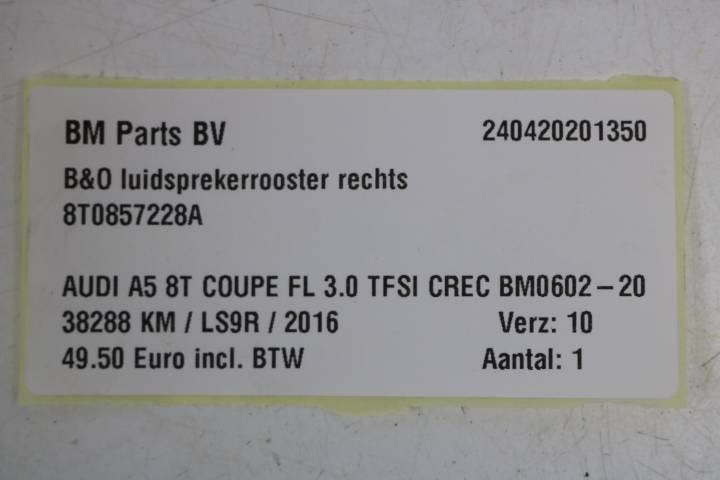 BM Parts BV 240420201350
B&O luidsprekerrooster rechts
8T0857228A
AUDI A5 8T COUPE FL 3.0 TFSI CREC BM0602-20
38288 KM / LS9R / 2016 Verz: 10
49.50 Euro incl. BTW Aantal: 1